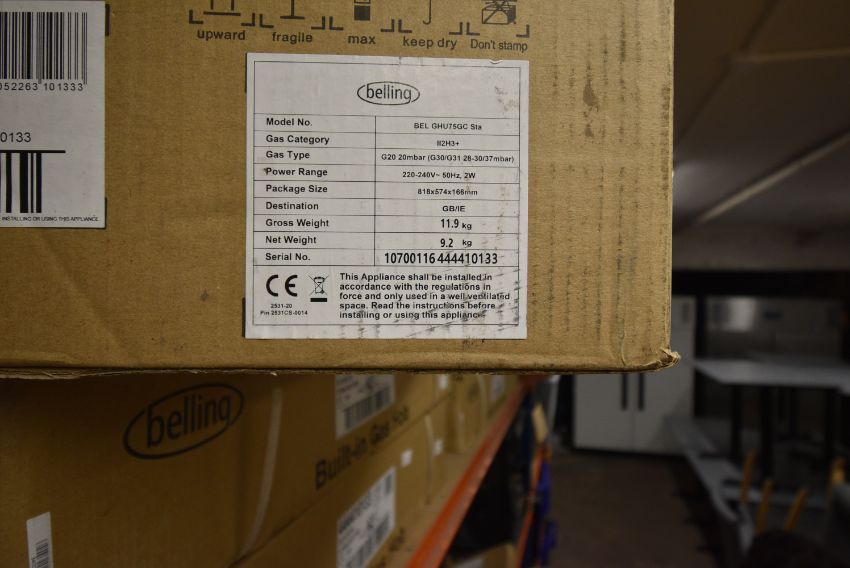 upward fragile max keep dry Don't stamp
052263 101333
0133
INSTALLING OR USING THIS APPLIANCE
belling
Model No. BEL GHU75GC Sta
Gas Category II2H3+
Gas Type G20 20mbar (G30/G31 28-30/37mbar)
Power Range 220-240V~ 50Hz, 2W
Package Size 818x574x166mm
Destination GB/IE
Gross Weight 11.9 kg
Net Weight 9.2 kg
Serial No. 10700116 444410133
CE
2531-20
Pin 2531CS-0014
This Appliance shall be installed in
accordance with the regulations in
force and only used in a well ventilated
space. Read the instructions before
installing or using this appliance
belling
Built-in Gas Hob